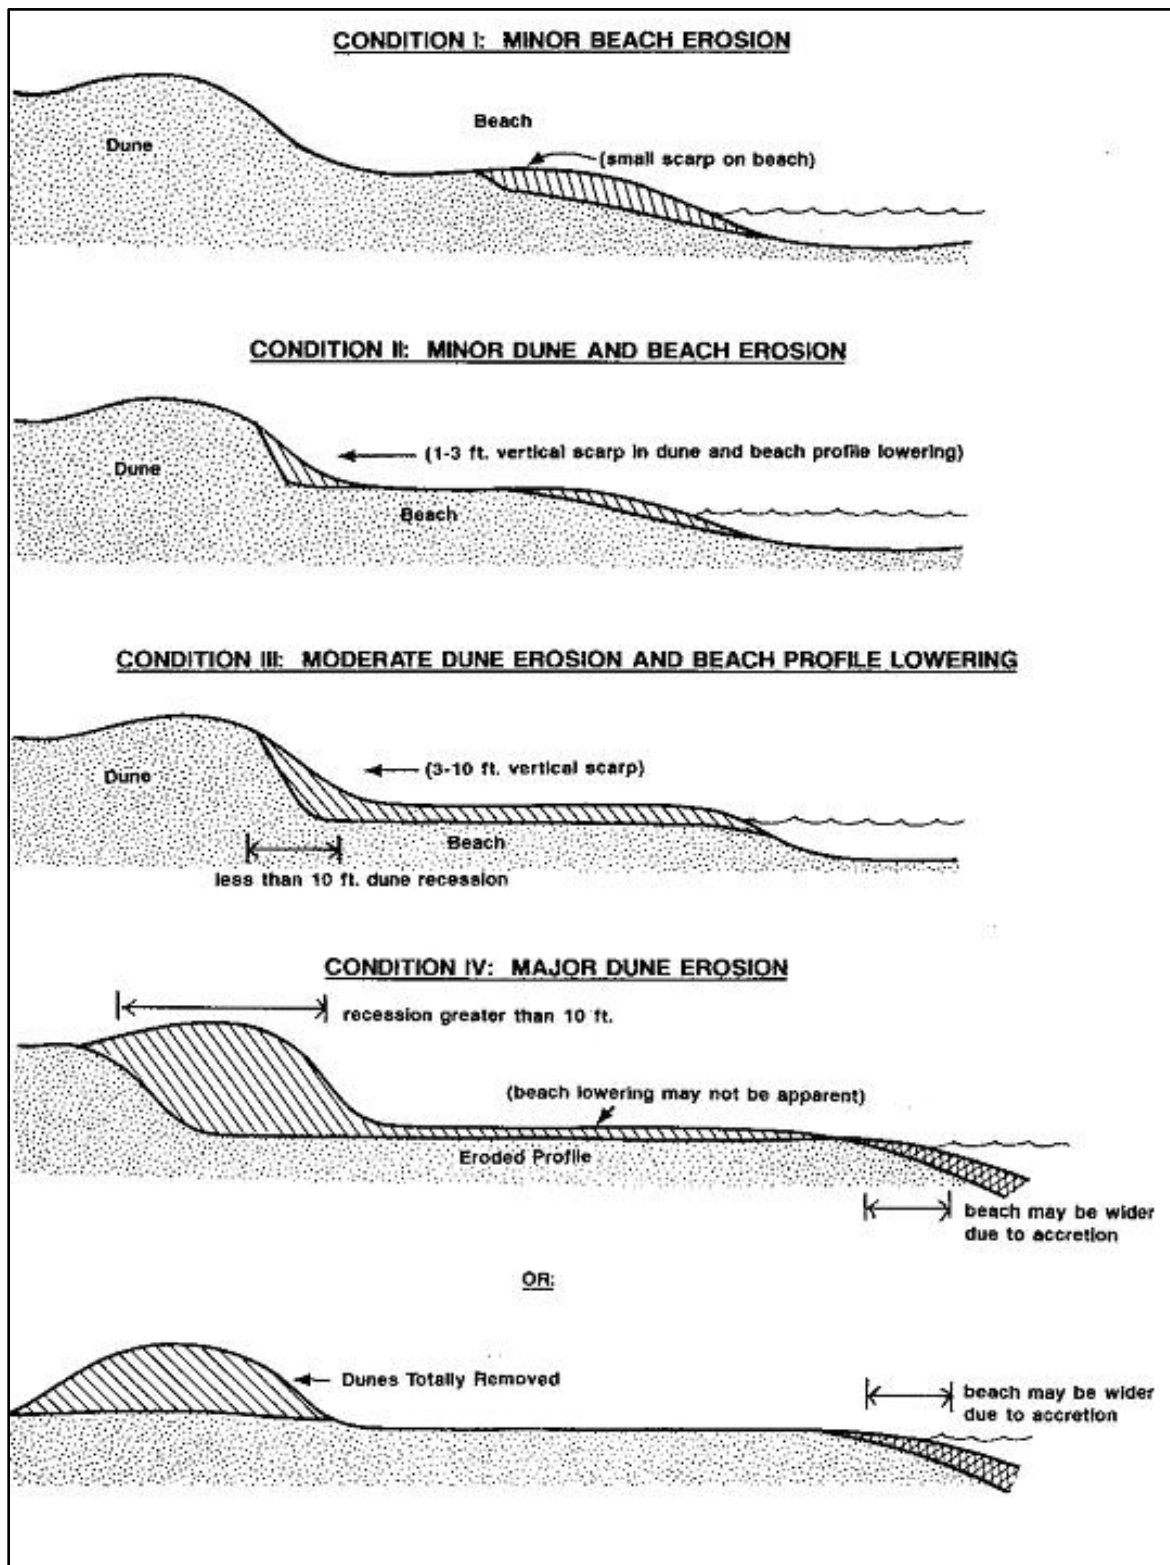 CONDITION I: MINOR BEACH EROSION
Beach
Dune
(small scarp on beach)
CONDITION II: MINOR DUNE AND BEACH EROSION
(1-3 ft. vertical scarp in dune and beach profile lowering)
Dune
Beach
CONDITION III: MODERATE DUNE EROSION AND BEACH PROFILE LOWERING
(3-10 ft. vertical scarp)
Dune
Beach
less than 10 ft. dune recession
CONDITION IV: MAJOR DUNE EROSION
recession greater than 10 ft.
(beach lowering may not be apparent)
Eroded Profile
beach may be wider
due to accretion
OR:
Dunes Totally Removed
beach may be wider
due to accretion